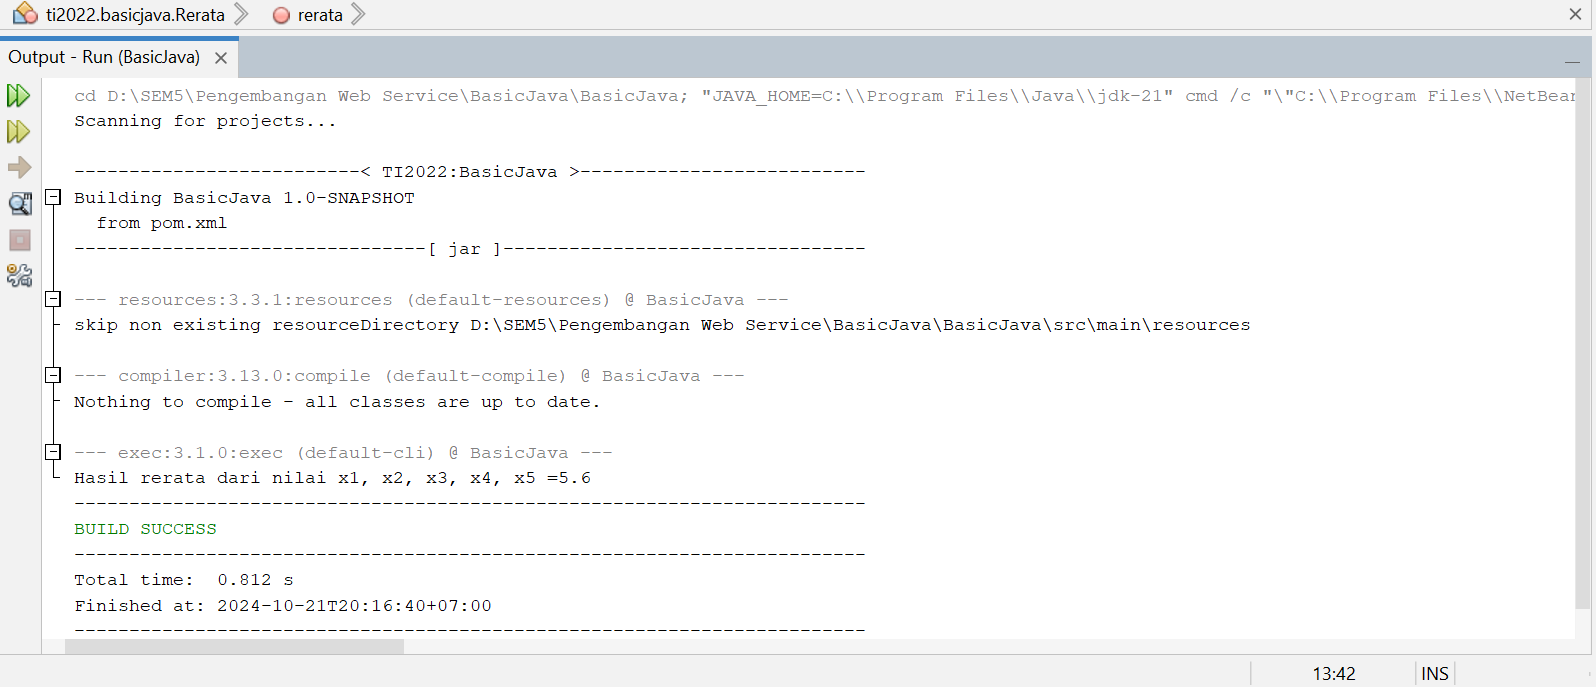 ti2022.basicjava.Rerata rerata
Output - Run (BasicJava)
cd D:\SEM5\Pengembangan Web Service\BasicJava\BasicJava; "JAVA_HOME=C:\\Program Files\\Java\\jdk-21" cmd /c "\"C:\\Program Files\\NetBear
Scanning for projects...
--------------------------< TI2022:BasicJava >--------------------------
Building BasicJava 1.0-SNAPSHOT
from pom.xml
--------------------------------[ jar ]---------------------------------
--- resources:3.3.1:resources (default-resources) @ BasicJava ---
skip non existing resourceDirectory D:\SEM5\Pengembangan Web Service\BasicJava\BasicJava\src\main\resources
--- compiler:3.13.0:compile (default-compile) @ BasicJava ---
Nothing to compile - all classes are up to date.
--- exec:3.1.0:exec (default-cli) @ BasicJava ---
Hasil rerata dari nilai x1, x2, x3, x4, x5 =5.6
------------------------------------------------------------------------
BUILD SUCCESS
------------------------------------------------------------------------
Total time:  0.812 s
Finished at: 2024-10-21T20:16:40+07:00
------------------------------------------------------------------------
13:42 INS